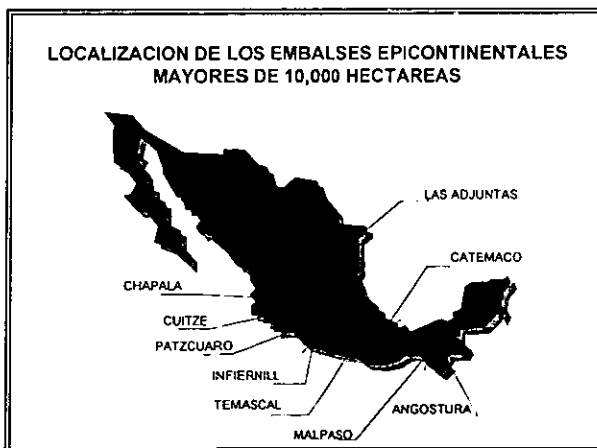 LOCALIZACION DE LOS EMBALSES EPICONTINENTALES
MAYORES DE 10,000 HECTAREAS
LAS ADJUNTAS
CATEMACO
CHAPALA
CUITZE
PATZCUARO
INFIERNILL
TEMASCAL
ANGOSTURA
MALPASO